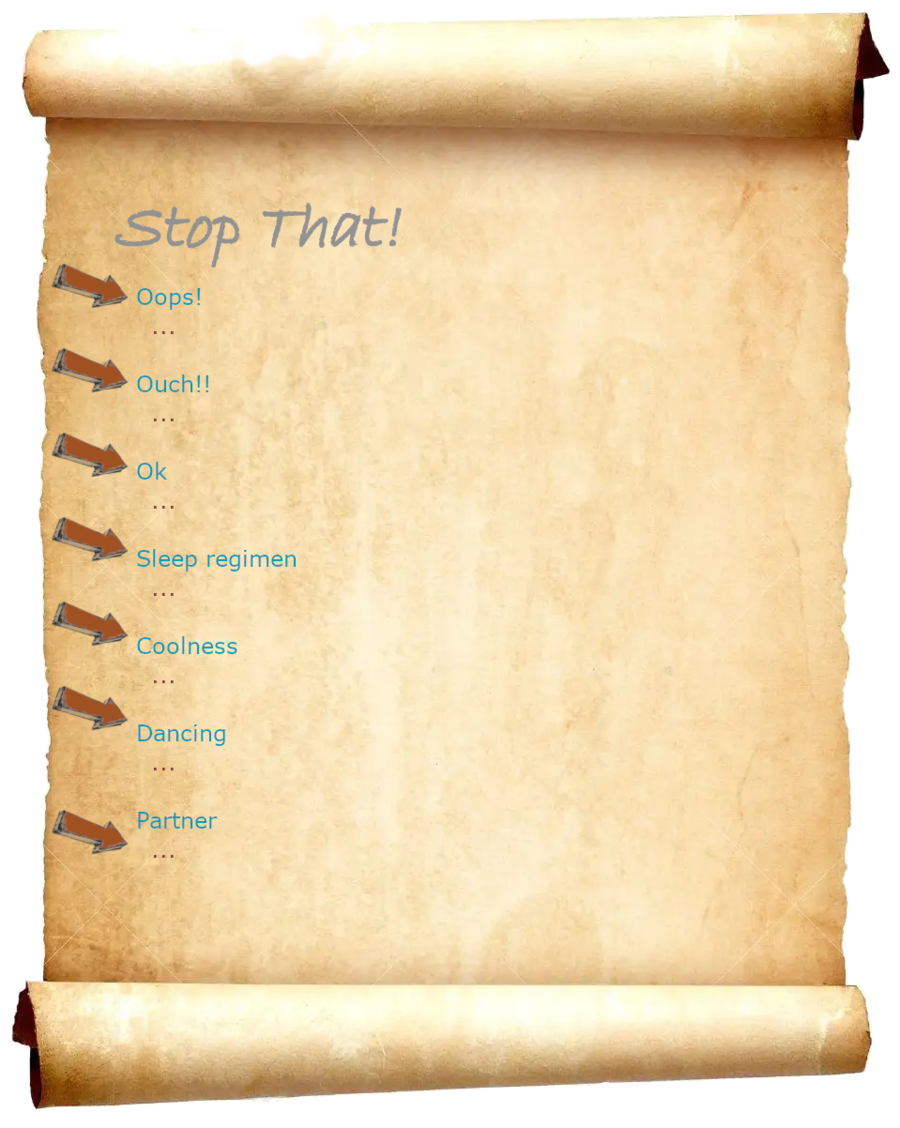 Stop That!
Oops!
...
Ouch!!
...
Ok
...
Sleep regimen
...
Coolness
...
Dancing
...
Partner
...